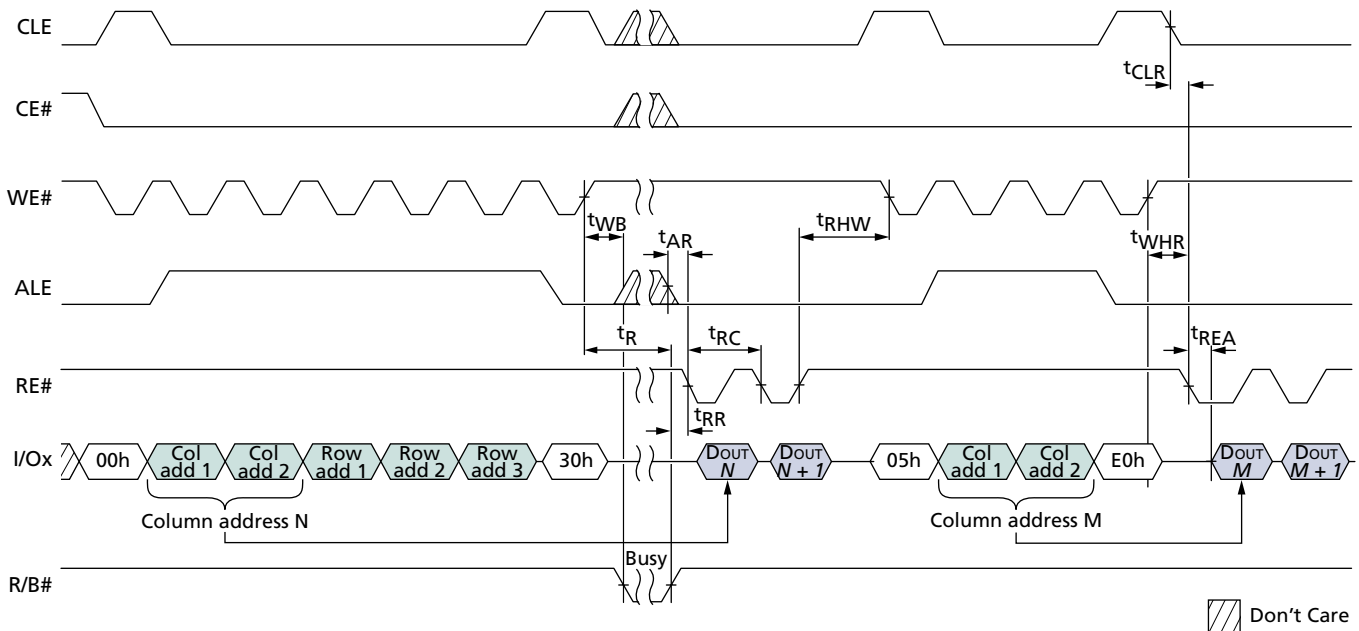 CLE
tCLR
CE#
WE#
tWB
tAR
tRHW
tWHR
ALE
tR
tRC
tREA
RE#
tRR
I/Ox
00h
Col add 1
Col add 2
Row add 1
Row add 2
Row add 3
30h
DOUT N
DOUT N + 1
05h
Col add 1
Col add 2
E0h
DOUT M
DOUT M + 1
Column address N
Column address M
Busy
R/B#
Don't Care